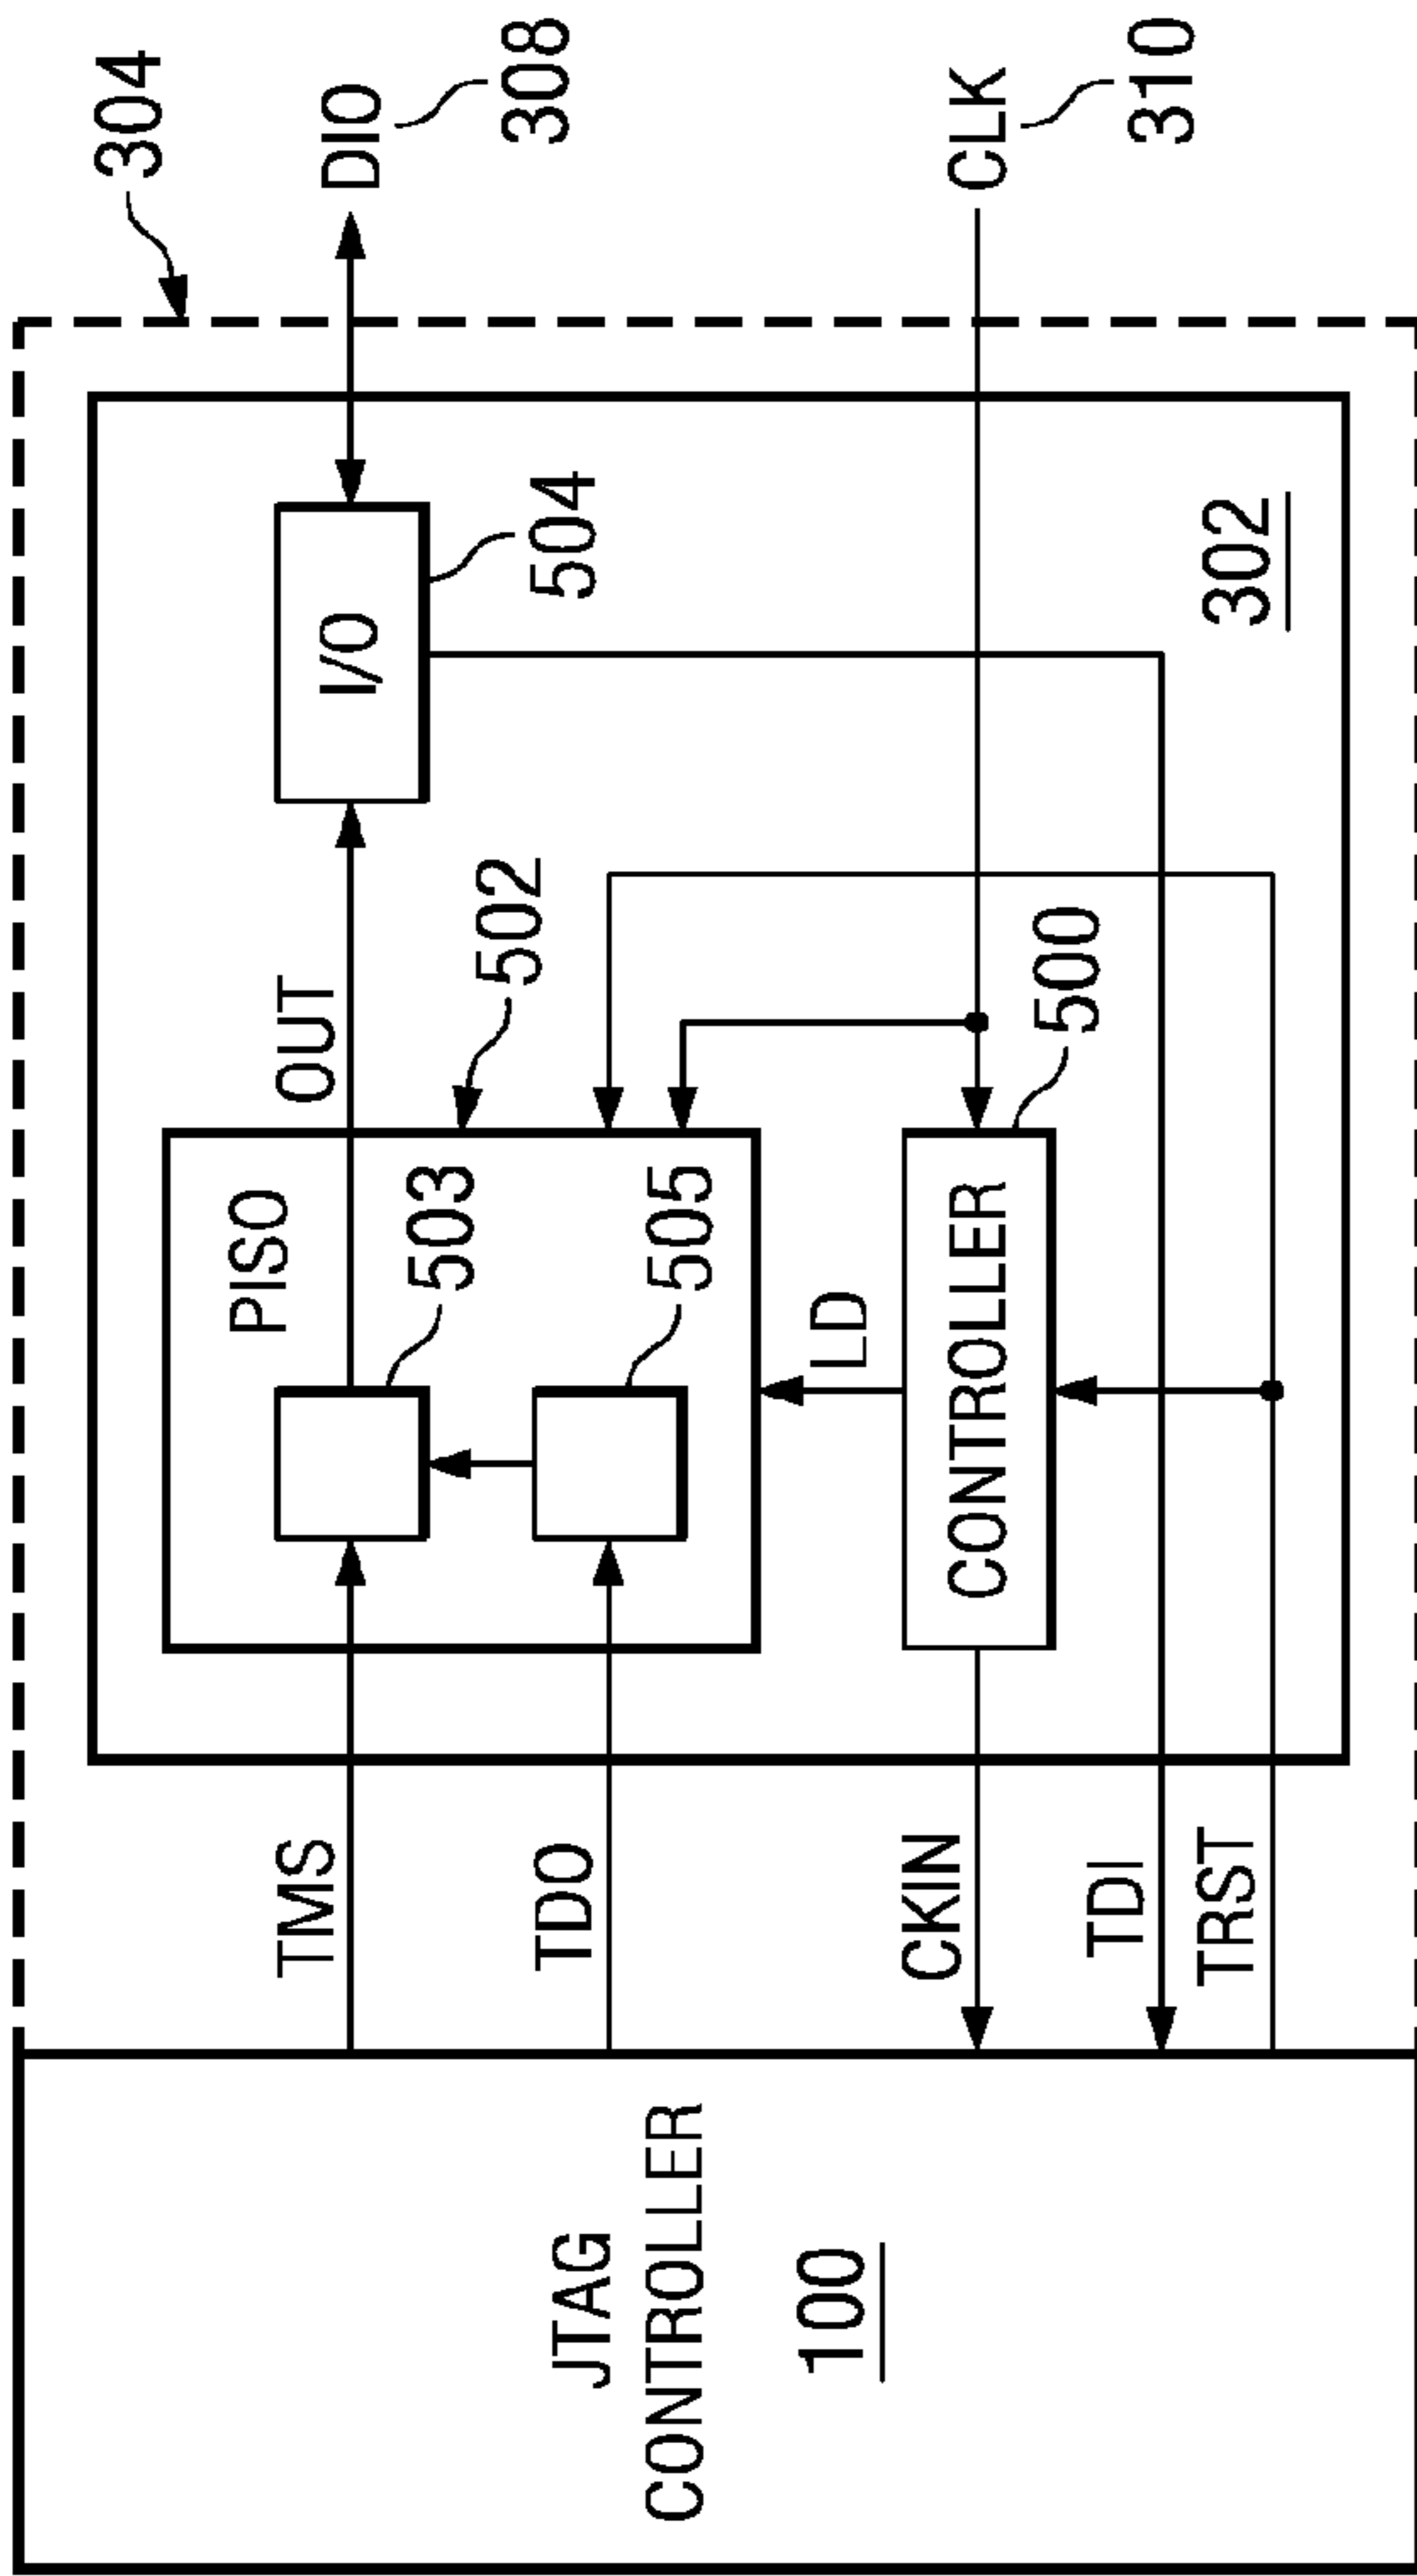 304
DIO
308
I/O
504
OUT
502
PISO
503
505
LD
CLK
310
302
500
CONTROLLER
TMS
TDO
CKIN
TDI
TRST
JTAG
CONTROLLER
100